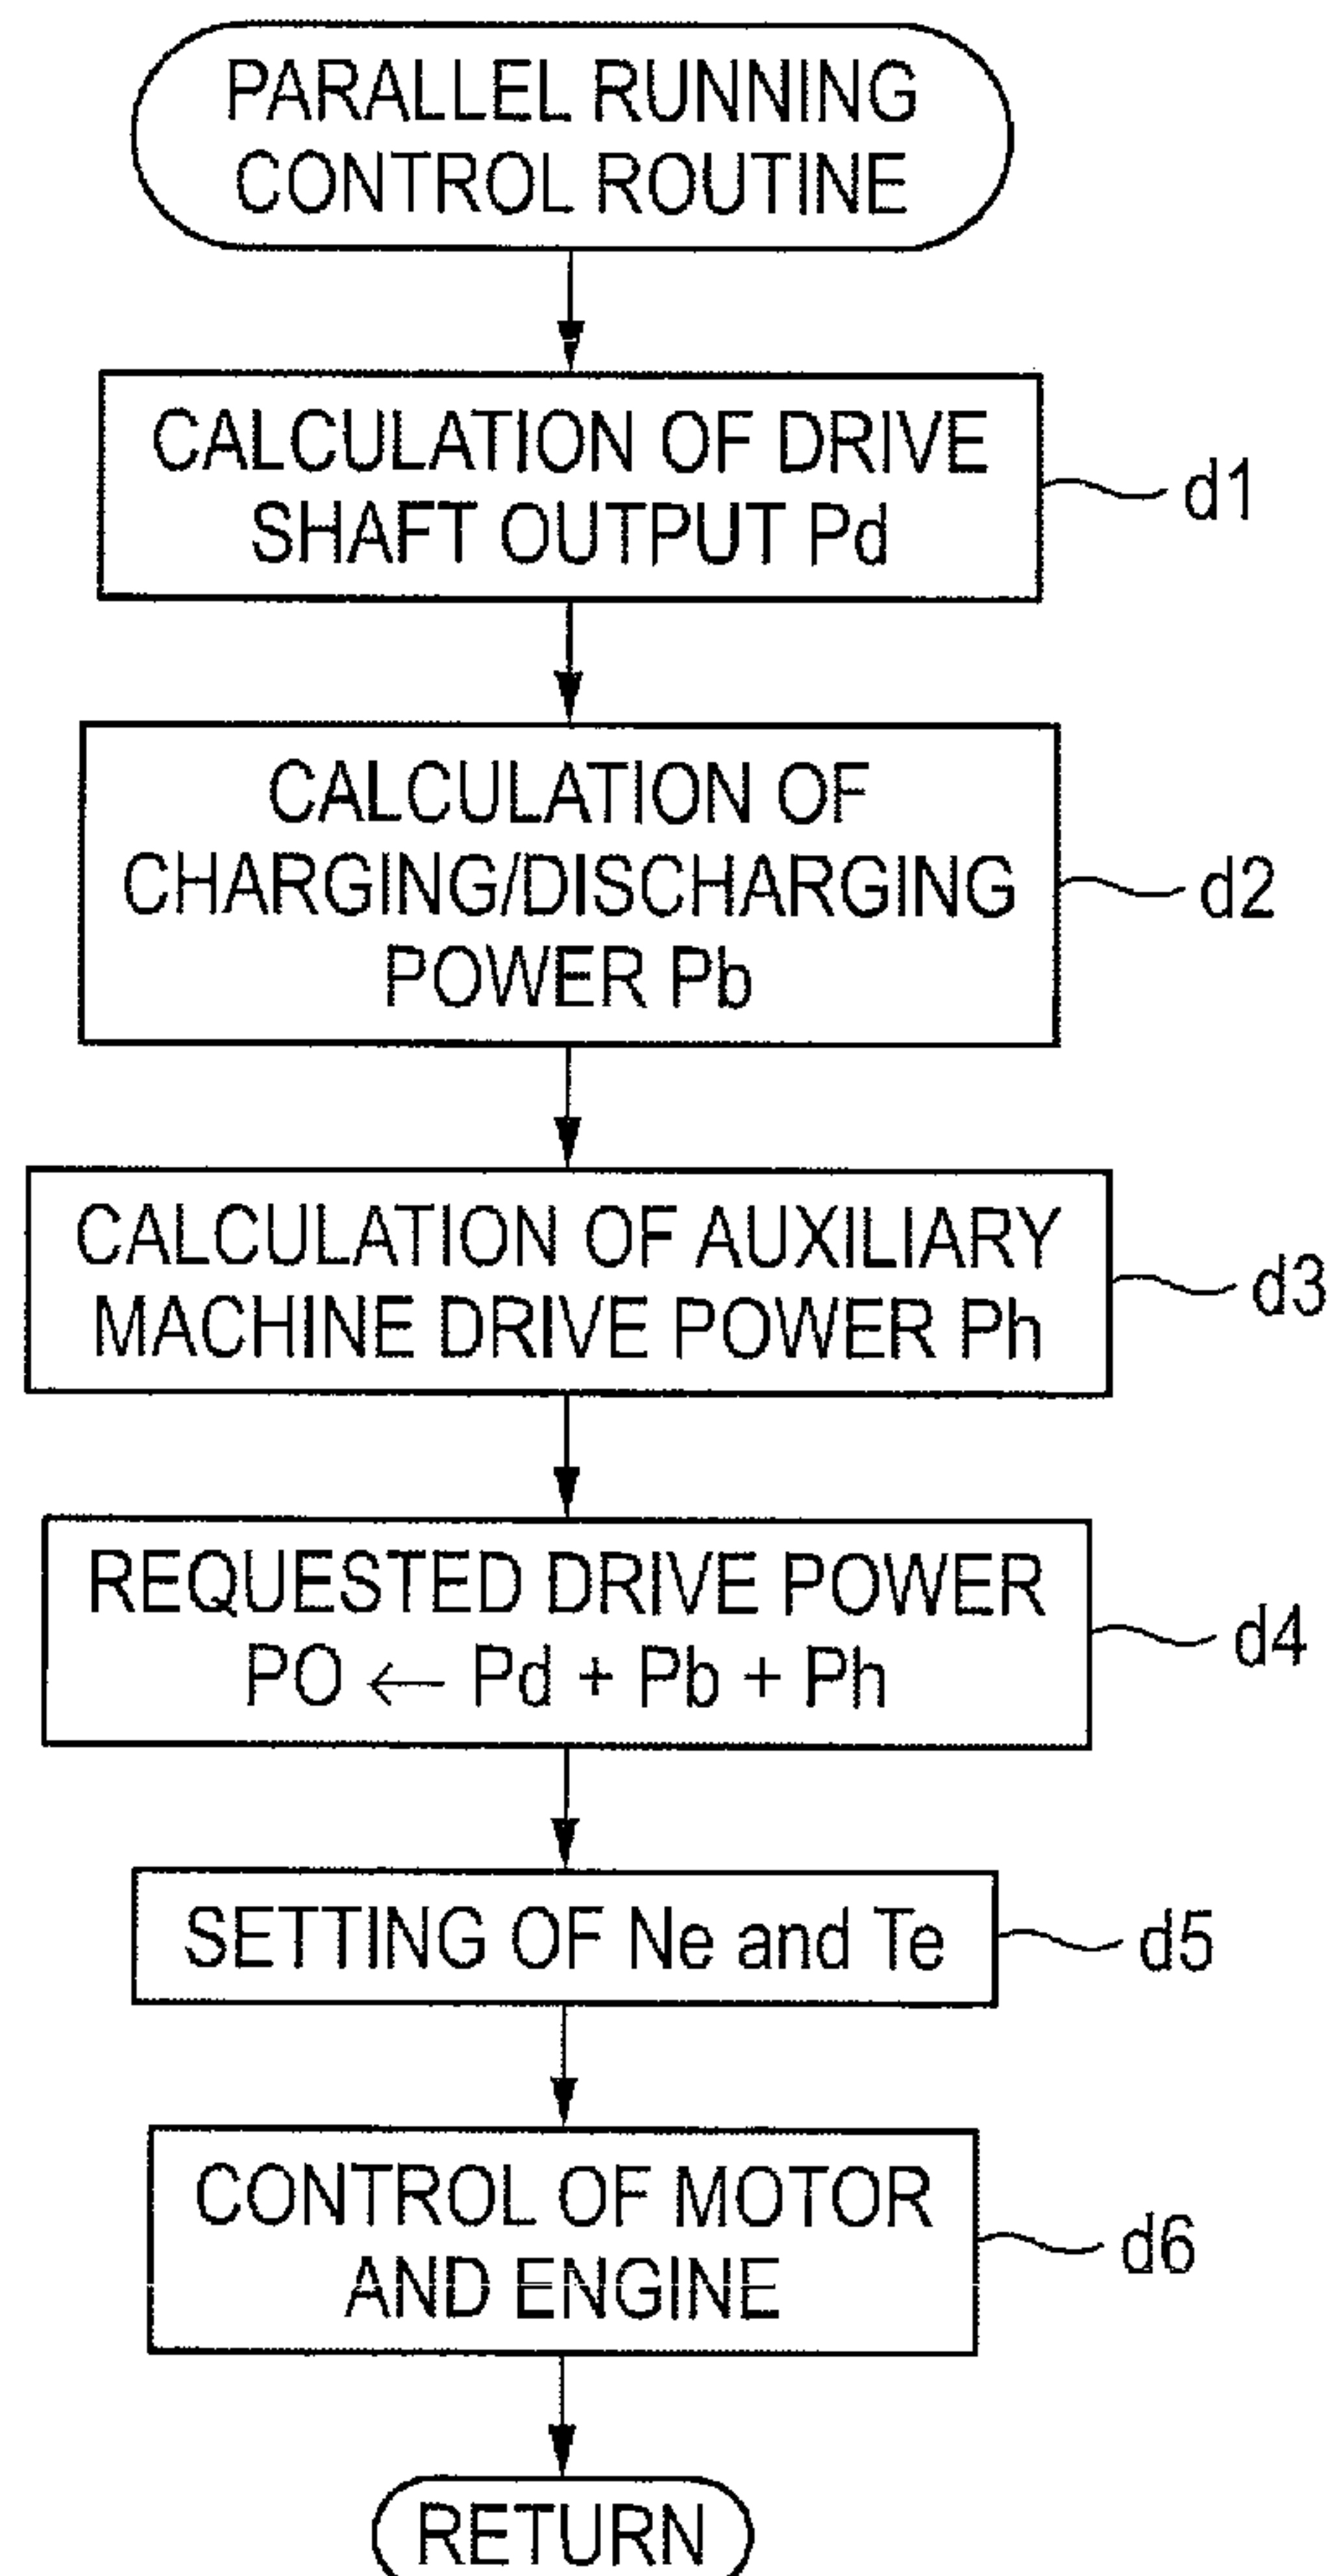 PARALLEL RUNNING
CONTROL ROUTINE
CALCULATION OF DRIVE
SHAFT OUTPUT Pd
d1
CALCULATION OF
CHARGING/DISCHARGING
POWER Pb
d2
CALCULATION OF AUXILIARY
MACHINE DRIVE POWER Ph
d3
REQUESTED DRIVE POWER
PO ← Pd + Pb + Ph
d4
SETTING OF Ne and Te
d5
CONTROL OF MOTOR
AND ENGINE
d6
RETURN